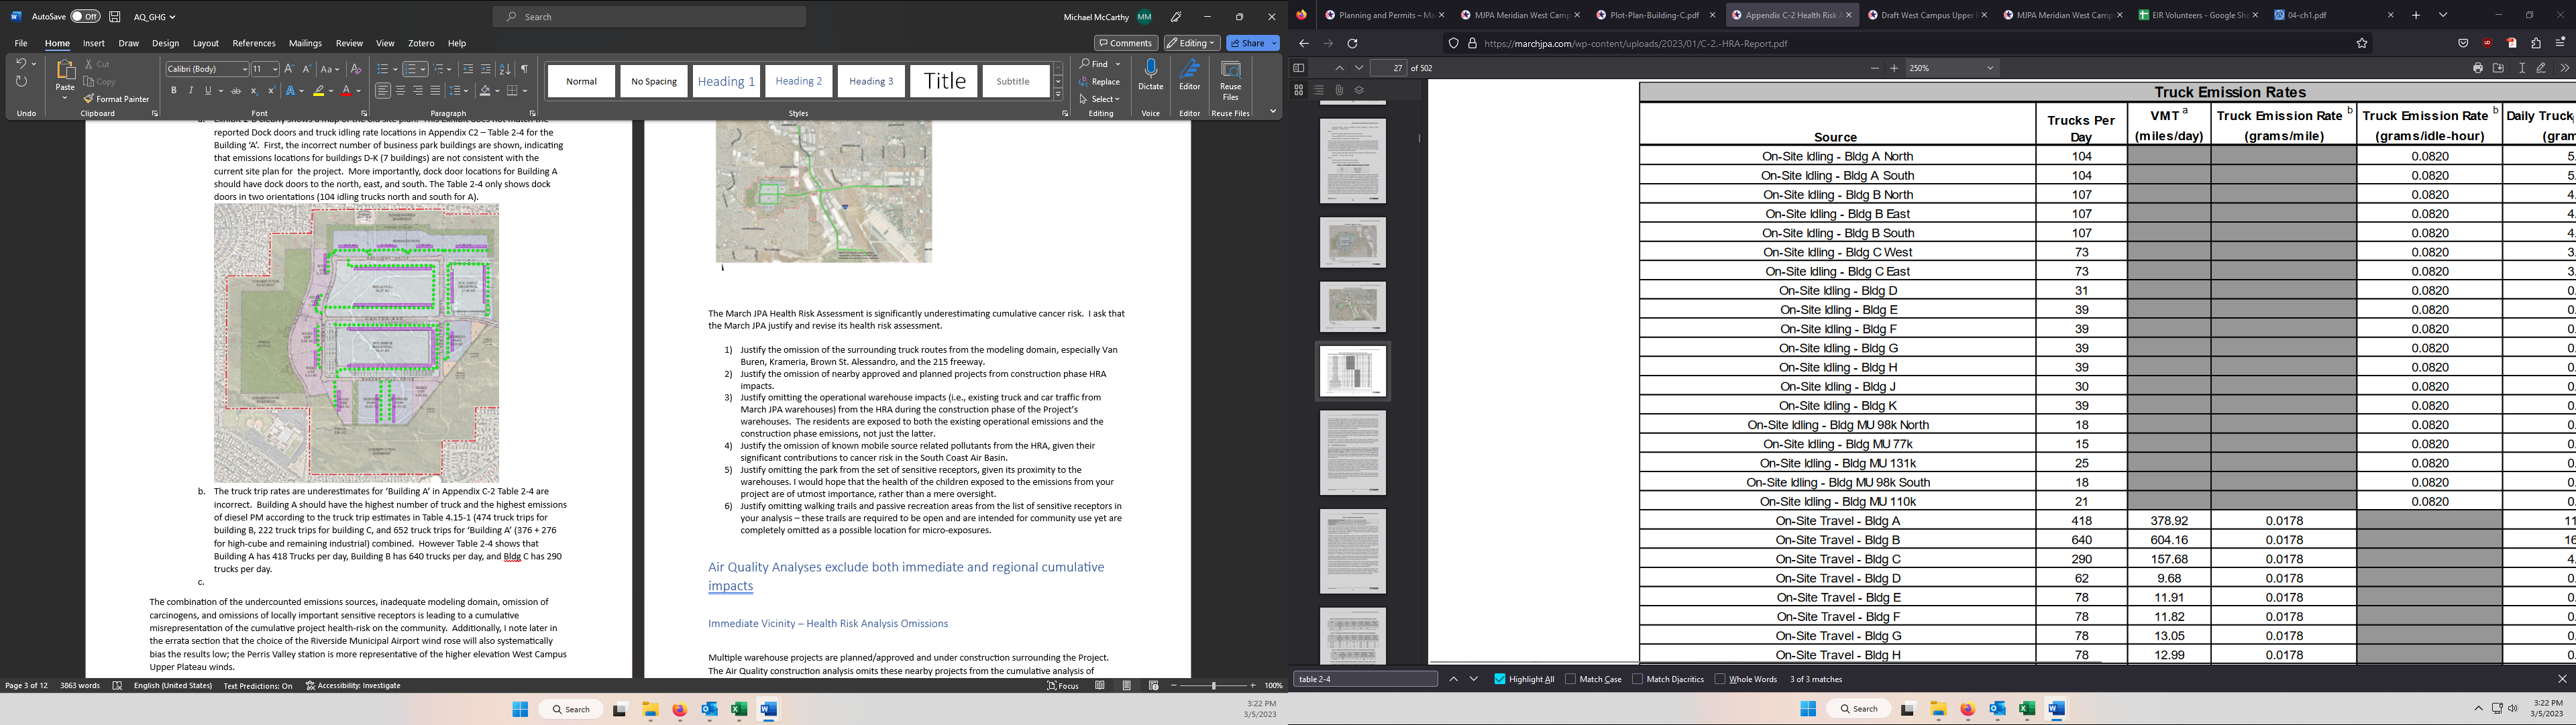 AutoSave Off
AQ_GHG
Search
Michael McCarthy MM
File Home Insert Draw Design Layout References Mailings Review View Zotero Help
Comments Editing Share
Paste Cut Copy Format Painter
Calibri (Body) 11
Normal No Spacing Heading 1 Heading 2 Heading 3 Title Subtitle
Find Replace Select
Dictate Editor Reuse Files
Undo Clipboard Font Paragraph Styles Editing Voice Editor Reuse Files
reported Dock doors and truck idling rate locations in Appendix C2 – Table 2-4 for the
Building ‘A’. First, the incorrect number of business park buildings are shown, indicating
that emissions locations for buildings D-K (7 buildings) are not consistent with the
current site plan for the project. More importantly, dock door locations for Building A
should have dock doors to the north, east, and south. The Table 2-4 only shows dock
doors in two orientations (104 idling trucks north and south for A).
b. The truck trip rates are underestimates for ‘Building A’ in Appendix C-2 Table 2-4 are
incorrect. Building A should have the highest number of truck and the highest emissions
of diesel PM according to the truck trip estimates in Table 4.15-1 (474 truck trips for
building B, 222 truck trips for building C, and 652 truck trips for ‘Building A’ (376 + 276
for high-cube and remaining industrial) combined. However Table 2-4 shows that
Building A has 418 Trucks per day, Building B has 640 trucks per day, and Bldg C has 290
trucks per day.
c.
The combination of the undercounted emissions sources, inadequate modeling domain, omission of
carcinogens, and omissions of locally important sensitive receptors is leading to a cumulative
misrepresentation of the cumulative project health-risk on the community. Additionally, I note later in
the errata section that the choice of the Riverside Municipal Airport wind rose will also systematically
bias the results low; the Perris Valley station is more representative of the higher elevation West Campus
Upper Plateau winds.
The March JPA Health Risk Assessment is significantly underestimating cumulative cancer risk. I ask that
the March JPA justify and revise its health risk assessment.
1) Justify the omission of the surrounding truck routes from the modeling domain, especially Van
Buren, Krameria, Brown St. Alessandro, and the 215 freeway.
2) Justify the omission of nearby approved and planned projects from construction phase HRA
impacts.
3) Justify omitting the operational warehouse impacts (i.e., existing truck and car traffic from
March JPA warehouses) from the HRA during the construction phase of the Project’s
warehouses. The residents are exposed to both the existing operational emissions and the
construction phase emissions, not just the latter.
4) Justify the omission of known mobile source related pollutants from the HRA, given their
significant contributions to cancer risk in the South Coast Air Basin.
5) Justify omitting the park from the set of sensitive receptors, given its proximity to the
warehouses. I would hope that the health of the children exposed to the emissions from your
project are of utmost importance, rather than a mere oversight.
6) Justify omitting walking trails and passive recreation areas from the list of sensitive receptors in
your analysis – these trails are required to be open and are intended for community use yet are
completely omitted as a possible location for micro-exposures.
Air Quality Analyses exclude both immediate and regional cumulative
impacts
Immediate Vicinity – Health Risk Analysis Omissions
Multiple warehouse projects are planned/approved and under construction surrounding the Project.
The Air Quality construction analysis omits these nearby projects from the cumulative analysis of
Page 3 of 12 3863 words English (United States) Text Predictions: On Accessibility: Investigate Focus 100%
Search
3:22 PM
3/5/2023
Planning and Permits – Ma
MJPA Meridian West Camp
Plot-Plan-Building-C.pdf
Appendix C-2 Health Risk A
Draft West Campus Upper P
MJPA Meridian West Camp
EIR Volunteers - Google She
04-ch1.pdf
https://marchjpa.com/wp-content/uploads/2023/01/C-2.-HRA-Report.pdf
27 of 502
250%
Truck Emission Rates
Source Trucks Per Day VMT a (miles/day) Truck Emission Rate b (grams/mile) Truck Emission Rate b (grams/idle-hour) Daily Truck (gram
On-Site Idling - Bldg A North 104 0.0820 5.
On-Site Idling - Bldg A South 104 0.0820 5.
On-Site Idling - Bldg B North 107 0.0820 4.
On-Site Idling - Bldg B East 107 0.0820 4.
On-Site Idling - Bldg B South 107 0.0820 4.
On-Site Idling - Bldg C West 73 0.0820 3.
On-Site Idling - Bldg C East 73 0.0820 3.
On-Site Idling - Bldg D 31 0.0820 0.
On-Site Idling - Bldg E 39 0.0820 0.
On-Site Idling - Bldg F 39 0.0820 0.
On-Site Idling - Bldg G 39 0.0820 0.
On-Site Idling - Bldg H 39 0.0820 0.
On-Site Idling - Bldg J 30 0.0820 0.
On-Site Idling - Bldg K 39 0.0820 0.
On-Site Idling - Bldg MU 98k North 18 0.0820 0.
On-Site Idling - Bldg MU 77k 15 0.0820 0.
On-Site Idling - Bldg MU 131k 25 0.0820 0.
On-Site Idling - Bldg MU 98k South 18 0.0820 0.
On-Site Idling - Bldg MU 110k 21 0.0820 0.
On-Site Travel - Bldg A 418 378.92 0.0178 11
On-Site Travel - Bldg B 640 604.16 0.0178 16
On-Site Travel - Bldg C 290 157.68 0.0178 4.
On-Site Travel - Bldg D 62 9.68 0.0178 0.
On-Site Travel - Bldg E 78 11.91 0.0178 0.
On-Site Travel - Bldg F 78 11.82 0.0178 0.
On-Site Travel - Bldg G 78 13.05 0.0178 0.
On-Site Travel - Bldg H 78 12.99 0.0178 0.
table 2-4 Highlight All Match Case Match Diacritics Whole Words 3 of 3 matches
Search
3:22 PM
3/5/2023